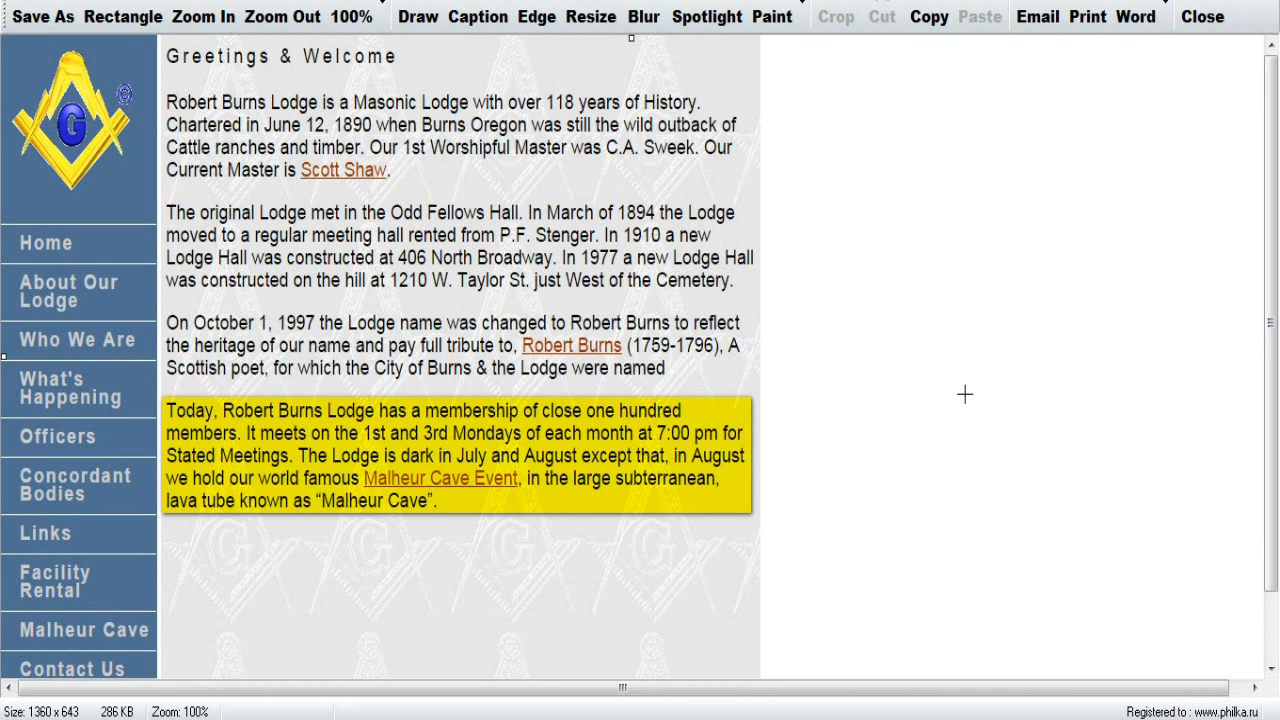 Save As Rectangle Zoom In Zoom Out 100% Draw Caption Edge Resize Blur Spotlight Paint Crop Cut Copy Paste Email Print Word Close
G
Home
About Our
Lodge
Who We Are
What's
Happening
Officers
Concordant
Bodies
Links
Facility
Rental
Malheur Cave
Contact Us
Greetings & Welcome
Robert Burns Lodge is a Masonic Lodge with over 118 years of History.
Chartered in June 12, 1890 when Burns Oregon was still the wild outback of
Cattle ranches and timber. Our 1st Worshipful Master was C.A. Sweek. Our
Current Master is Scott Shaw.
The original Lodge met in the Odd Fellows Hall. In March of 1894 the Lodge
moved to a regular meeting hall rented from P.F. Stenger. In 1910 a new
Lodge Hall was constructed at 406 North Broadway. In 1977 a new Lodge Hall
was constructed on the hill at 1210 W. Taylor St. just West of the Cemetery.
On October 1, 1997 the Lodge name was changed to Robert Burns to reflect
the heritage of our name and pay full tribute to, Robert Burns (1759-1796), A
Scottish poet, for which the City of Burns & the Lodge were named
Today, Robert Burns Lodge has a membership of close one hundred
members. It meets on the 1st and 3rd Mondays of each month at 7:00 pm for
Stated Meetings. The Lodge is dark in July and August except that, in August
we hold our world famous Malheur Cave Event, in the large subterranean,
lava tube known as “Malheur Cave”.
Size: 1360 x 643 286 KB Zoom: 100% Registered to : www.philka.ru